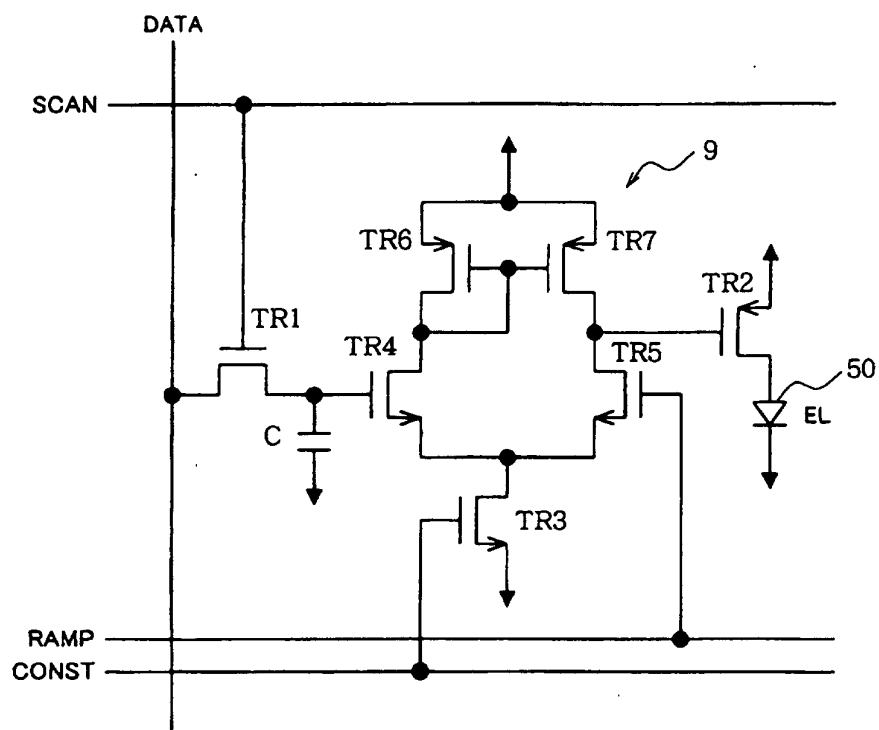 DATA
SCAN
9
TR6
TR7
TR2
TR1
TR4
TR5
50
EL
C
TR3
RAMP
CONST